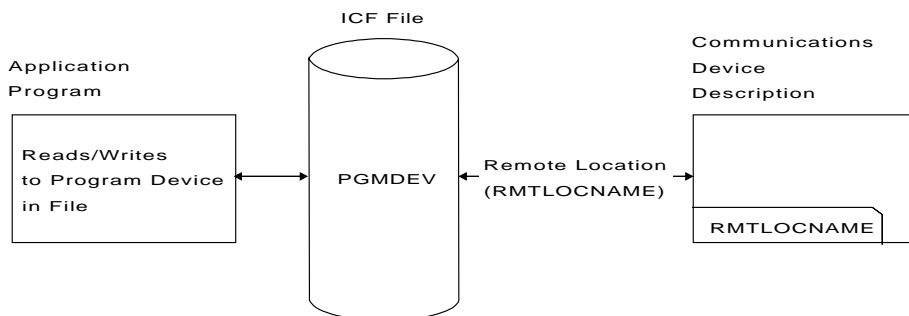 ICF File
Application
Program
Reads/Writes
to Program Device
in File
PGMDEV
Remote Location
(RMTLOCNAME)
Communications
Device
Description
RMTLOCNAME